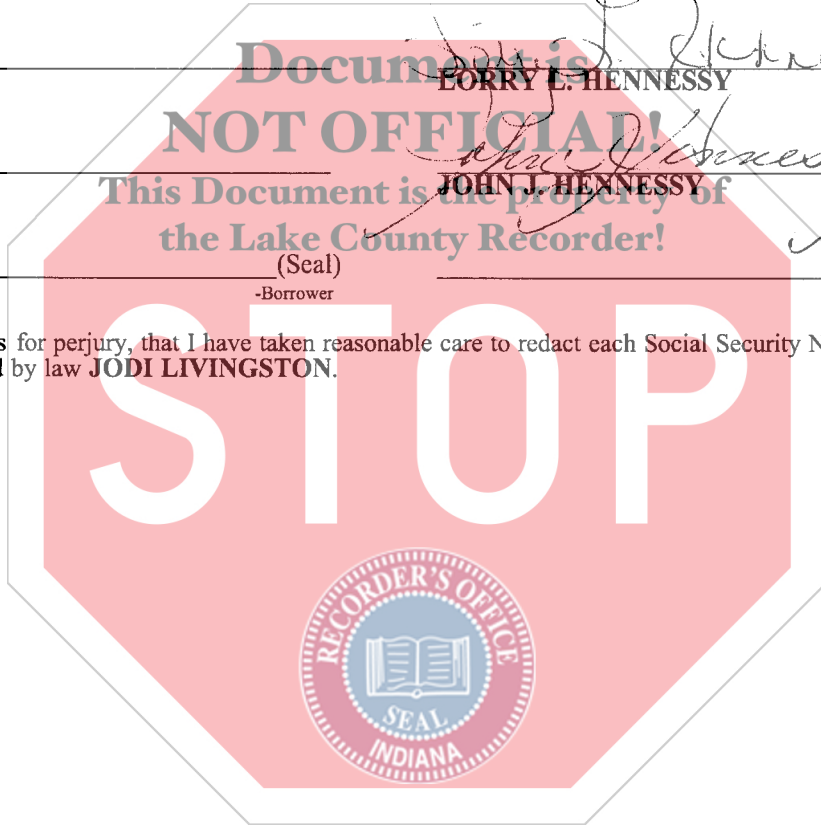 Document is
LORRY L. HENNESSY
NOT OFFICIAL!
JOHN J. HENNESSY
This Document is the property of
the Lake County Recorder!
(Seal)
-Borrower
s for perjury, that I have taken reasonable care to redact each Social Security N
d by law JODI LIVINGSTON.
STOP
RECORDER'S OFFICE
SEAL
INDIANA